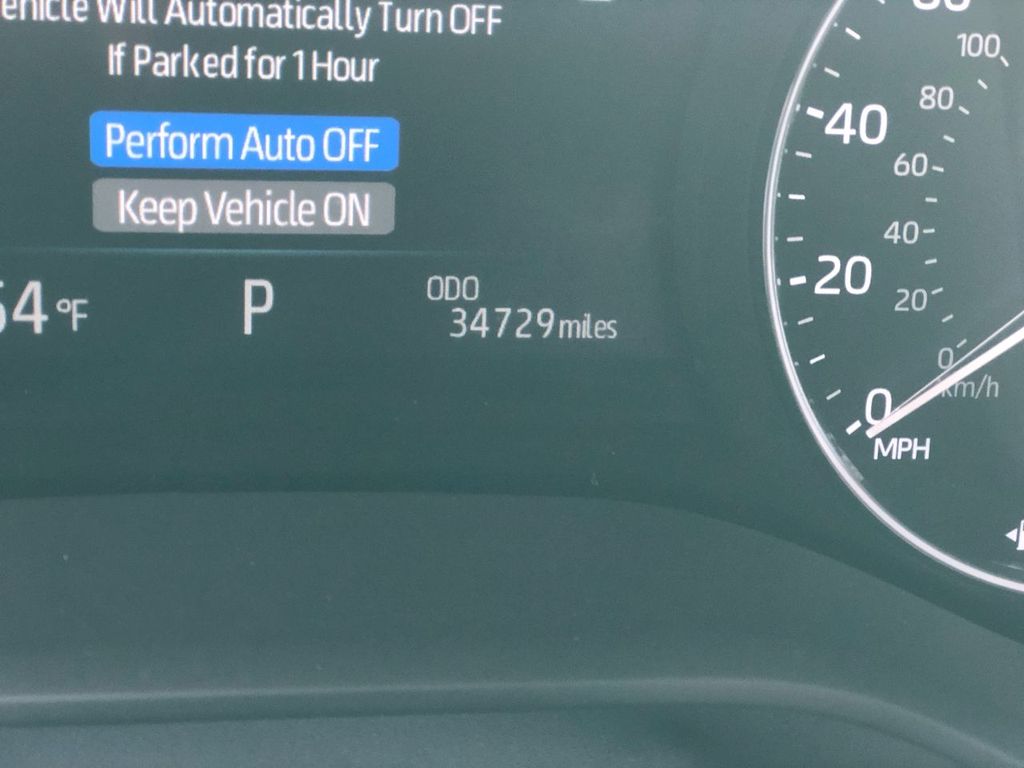 Will Automatically Turn OFF
If Parked for 1 Hour
Perform Auto OFF
Keep Vehicle ON
°F
P
ODO
34729 miles
100
80
40
60
40
20
20
0
km/h
0
MPH